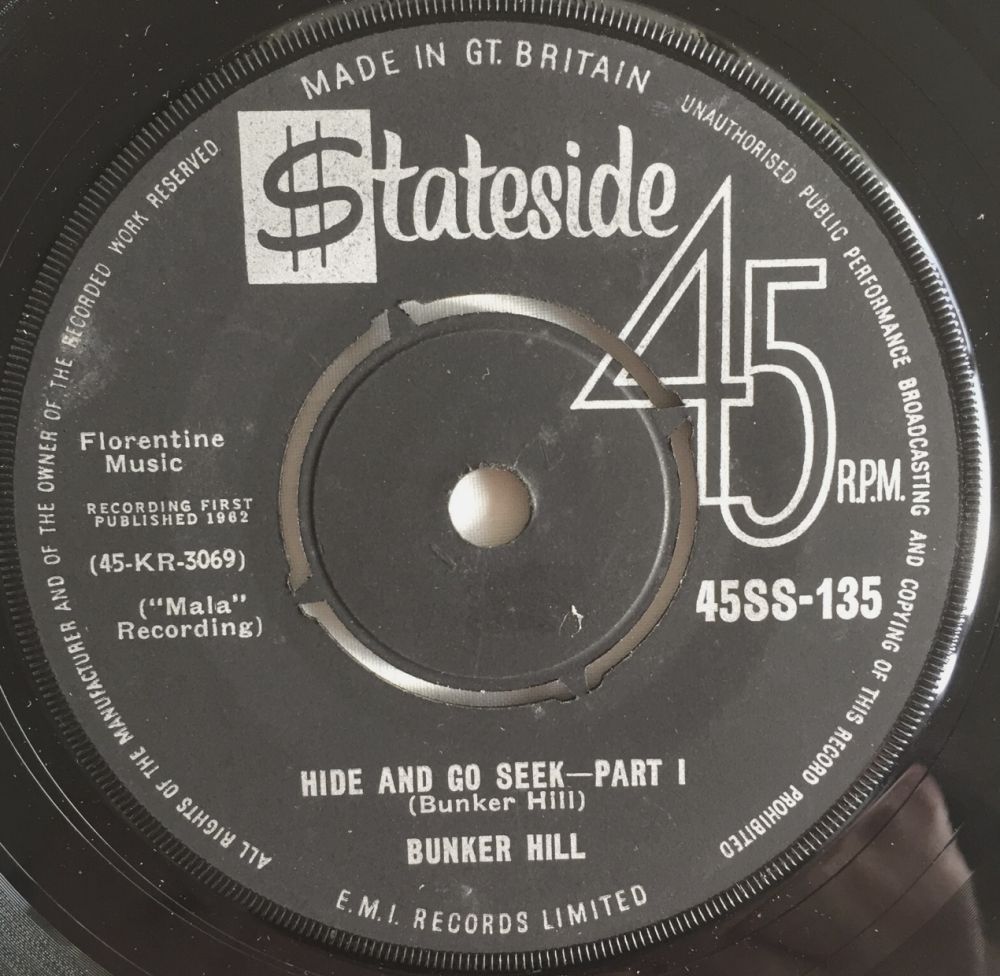 MADE IN GT. BRITAIN
$tateside
45
R.P.M.
45SS-135
Florentine
Music
RECORDING FIRST
PUBLISHED 1962
(45-KR-3069)
("Mala"
Recording)
HIDE AND GO SEEK—PART I
(Bunker Hill)
BUNKER HILL
E.M.I. RECORDS LIMITED
ALL RIGHTS OF THE MANUFACTURER AND OF THE OWNER OF THE RECORDED WORK RESERVED
UNAUTHORISED PUBLIC PERFORMANCE BROADCASTING AND COPYING OF THIS RECORD PROHIBITED